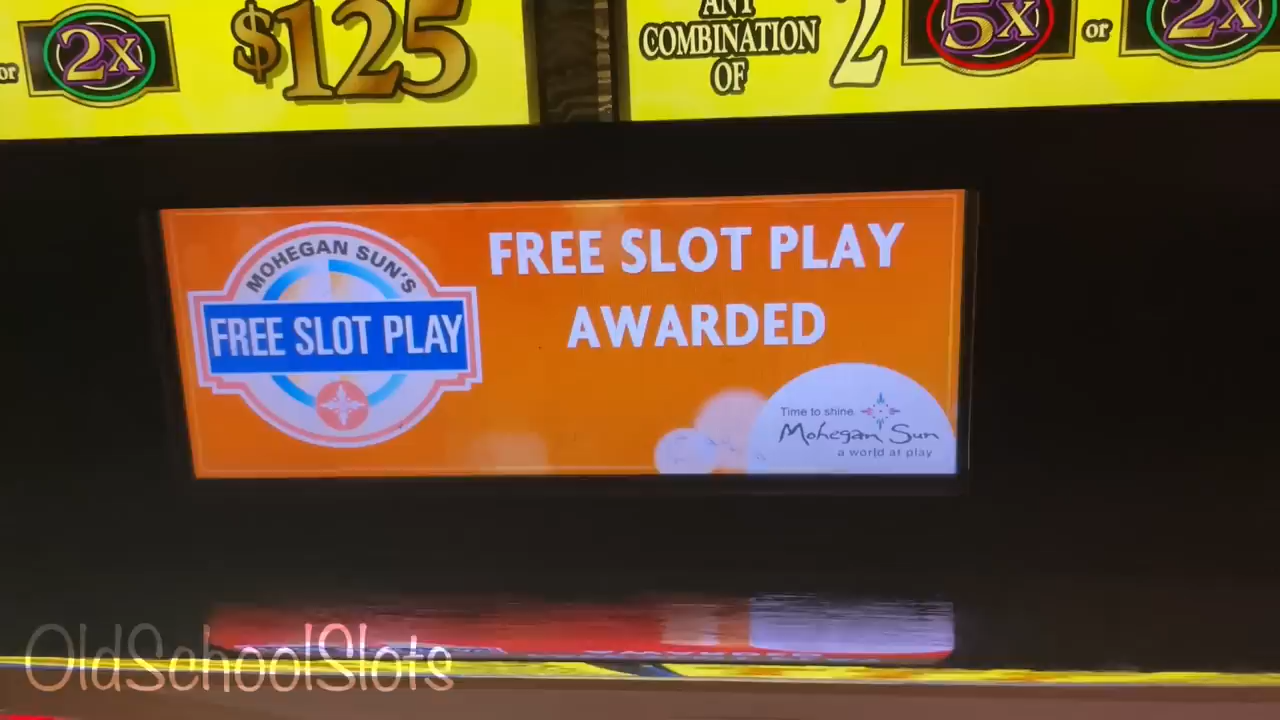 or
2X
$125
ANY
COMBINATION
OF
2
5X
or
2X
MOHEGAN SUN'S
FREE SLOT PLAY
FREE SLOT PLAY
AWARDED
Time to shine.
Mohegan Sun
a world at play
OldSchoolSlots